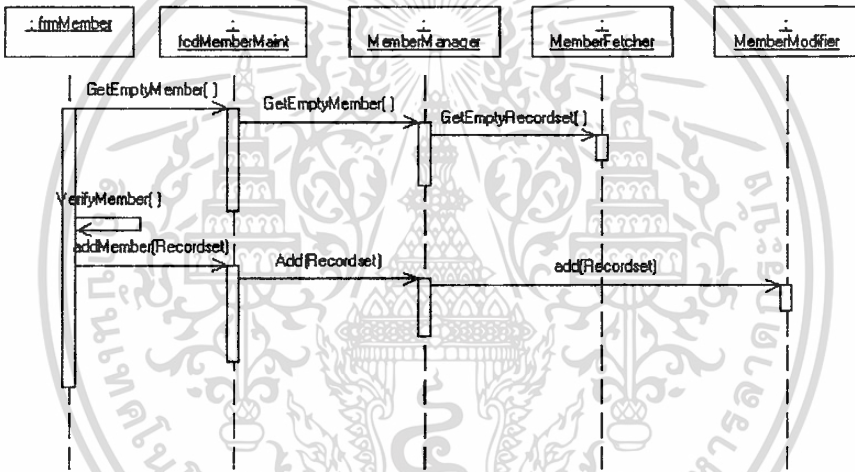 : frmMember
:
fcdMemberMaint
:
MemberManager
:
MemberFetcher
:
MemberModifier
GetEmptyMember( )
GetEmptyMember( )
GetEmptyRecordset( )
VerifyMember( )
addMember(Recordset)
Add(Recordset)
add(Recordset)